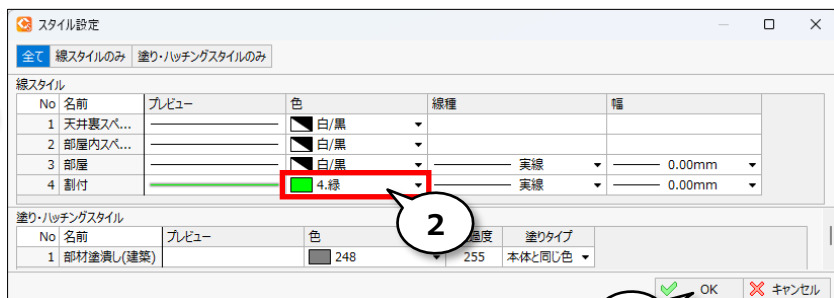 スタイル設定
全て 線スタイルのみ 塗り・ハッチングスタイルのみ
線スタイル
No 名前 プレビュー 色 線種 幅
1 天井裏スペ... 白/黒
2 部屋内スペ... 白/黒
3 部屋 白/黒 実線 0.00mm
4 割付 4.緑 実線 0.00mm
2
塗り・ハッチングスタイル
No 名前 プレビュー 色 過度 塗りタイプ
1 部材塗潰し(建築) 248 255 本体と同じ色
OK キャンセル